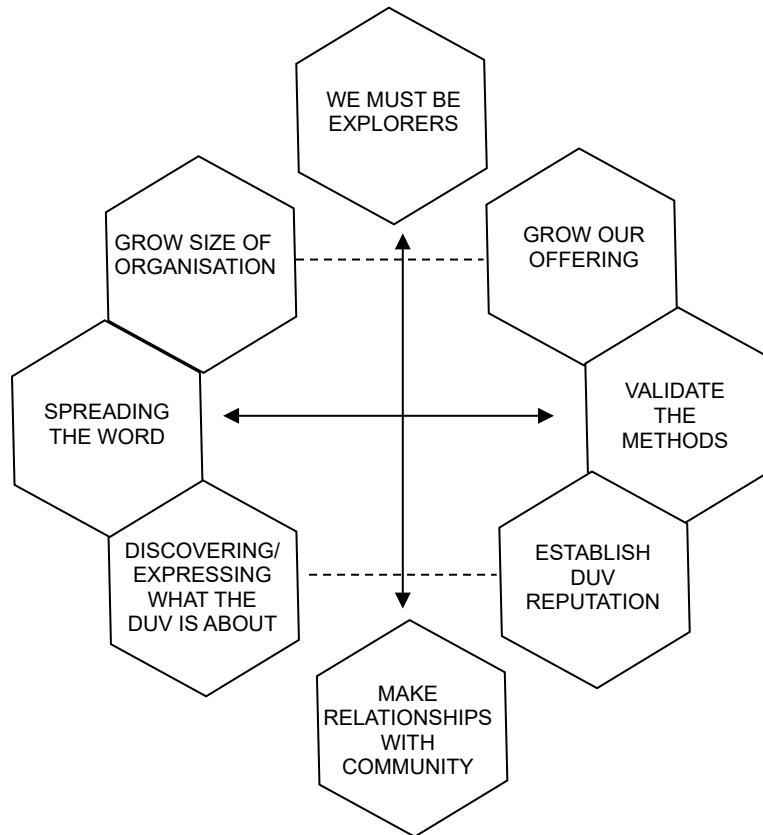 WE MUST BE
EXPLORERS
GROW SIZE OF
ORGANISATION
GROW OUR
OFFERING
SPREADING
THE WORD
VALIDATE
THE
METHODS
DISCOVERING/
EXPRESSING
WHAT THE
DUV IS ABOUT
ESTABLISH
DUV
REPUTATION
MAKE
RELATIONSHIPS
WITH
COMMUNITY